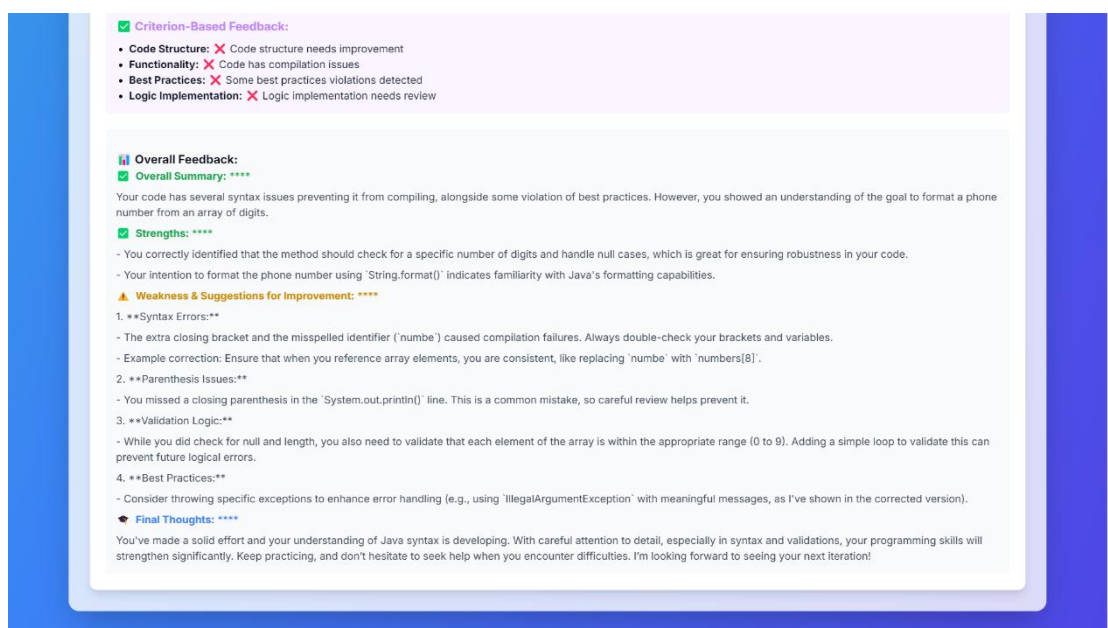 ✅ Criterion-Based Feedback:
• Code Structure: ❌ Code structure needs improvement
• Functionality: ❌ Code has compilation issues
• Best Practices: ❌ Some best practices violations detected
• Logic Implementation: ❌ Logic implementation needs review
📊 Overall Feedback:
✅ Overall Summary: ****
Your code has several syntax issues preventing it from compiling, alongside some violation of best practices. However, you showed an understanding of the goal to format a phone
number from an array of digits.
✅ Strengths: ****
- You correctly identified that the method should check for a specific number of digits and handle null cases, which is great for ensuring robustness in your code.
- Your intention to format the phone number using `String.format()` indicates familiarity with Java's formatting capabilities.
⚠️ Weakness & Suggestions for Improvement: ****
1. **Syntax Errors:**
- The extra closing bracket and the misspelled identifier (`numbe`) caused compilation failures. Always double-check your brackets and variables.
- Example correction: Ensure that when you reference array elements, you are consistent, like replacing `numbe` with `numbers[8]`.
2. **Parenthesis Issues:**
- You missed a closing parenthesis in the `System.out.println()` line. This is a common mistake, so careful review helps prevent it.
3. **Validation Logic:**
- While you did check for null and length, you also need to validate that each element of the array is within the appropriate range (0 to 9). Adding a simple loop to validate this can
prevent future logical errors.
4. **Best Practices:**
- Consider throwing specific exceptions to enhance error handling (e.g., using `IllegalArgumentException` with meaningful messages, as I've shown in the corrected version).
🎓 Final Thoughts: ****
You've made a solid effort and your understanding of Java syntax is developing. With careful attention to detail, especially in syntax and validations, your programming skills will
strengthen significantly. Keep practicing, and don't hesitate to seek help when you encounter difficulties. I'm looking forward to seeing your next iteration!